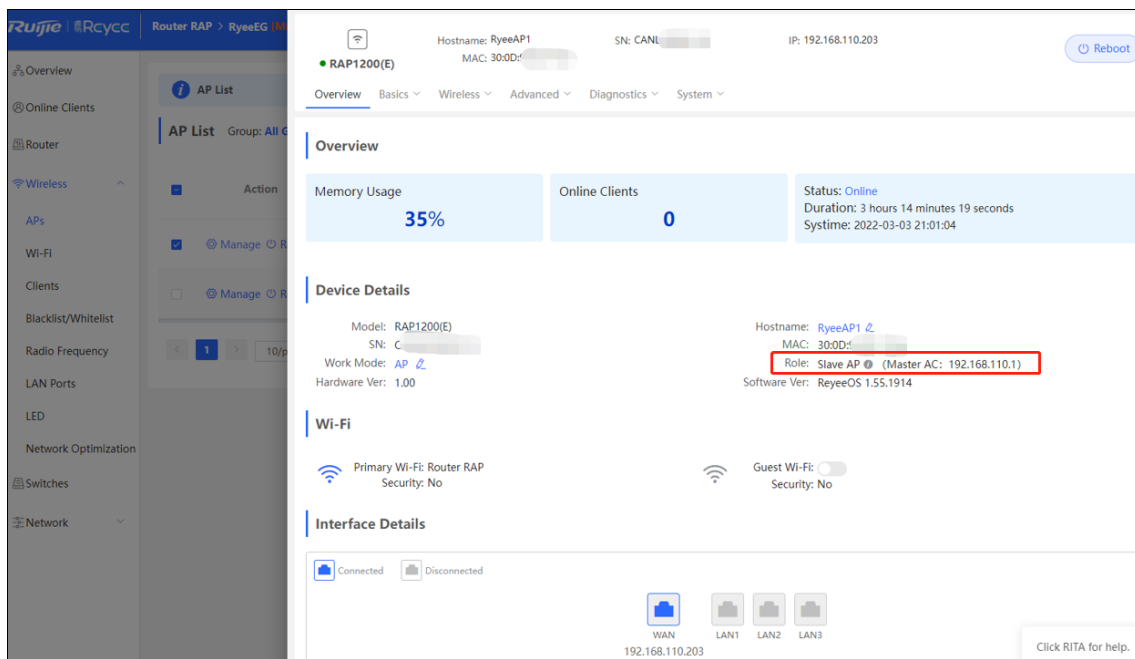 Ruijie Rcycc Router RAP > RyeeEG
Overview
Online Clients
Router
Wireless
APs
Wi-Fi
Clients
Blacklist/Whitelist
Radio Frequency
LAN Ports
LED
Network Optimization
Switches
Network
AP List
AP List Group: All
Action
Manage
Manage
1
RAP1200(E)
Hostname: RyeeAP1 SN: CANL IP: 192.168.110.203
MAC: 30:0D:
Reboot
Overview Basics Wireless Advanced Diagnostics System
Overview
Memory Usage
35%
Online Clients
0
Status: Online
Duration: 3 hours 14 minutes 19 seconds
Systime: 2022-03-03 21:01:04
Device Details
Model: RAP1200(E)
SN: C
Work Mode: AP
Hardware Ver: 1.00
Hostname: RyeeAP1
MAC: 30:0D:
Role: Slave AP (Master AC: 192.168.110.1)
Software Ver: ReyeeOS 1.55.1914
Wi-Fi
Primary Wi-Fi: Router RAP
Security: No
Guest Wi-Fi:
Security: No
Interface Details
Connected Disconnected
WAN LAN1 LAN2 LAN3
192.168.110.203
Click RITA for help.